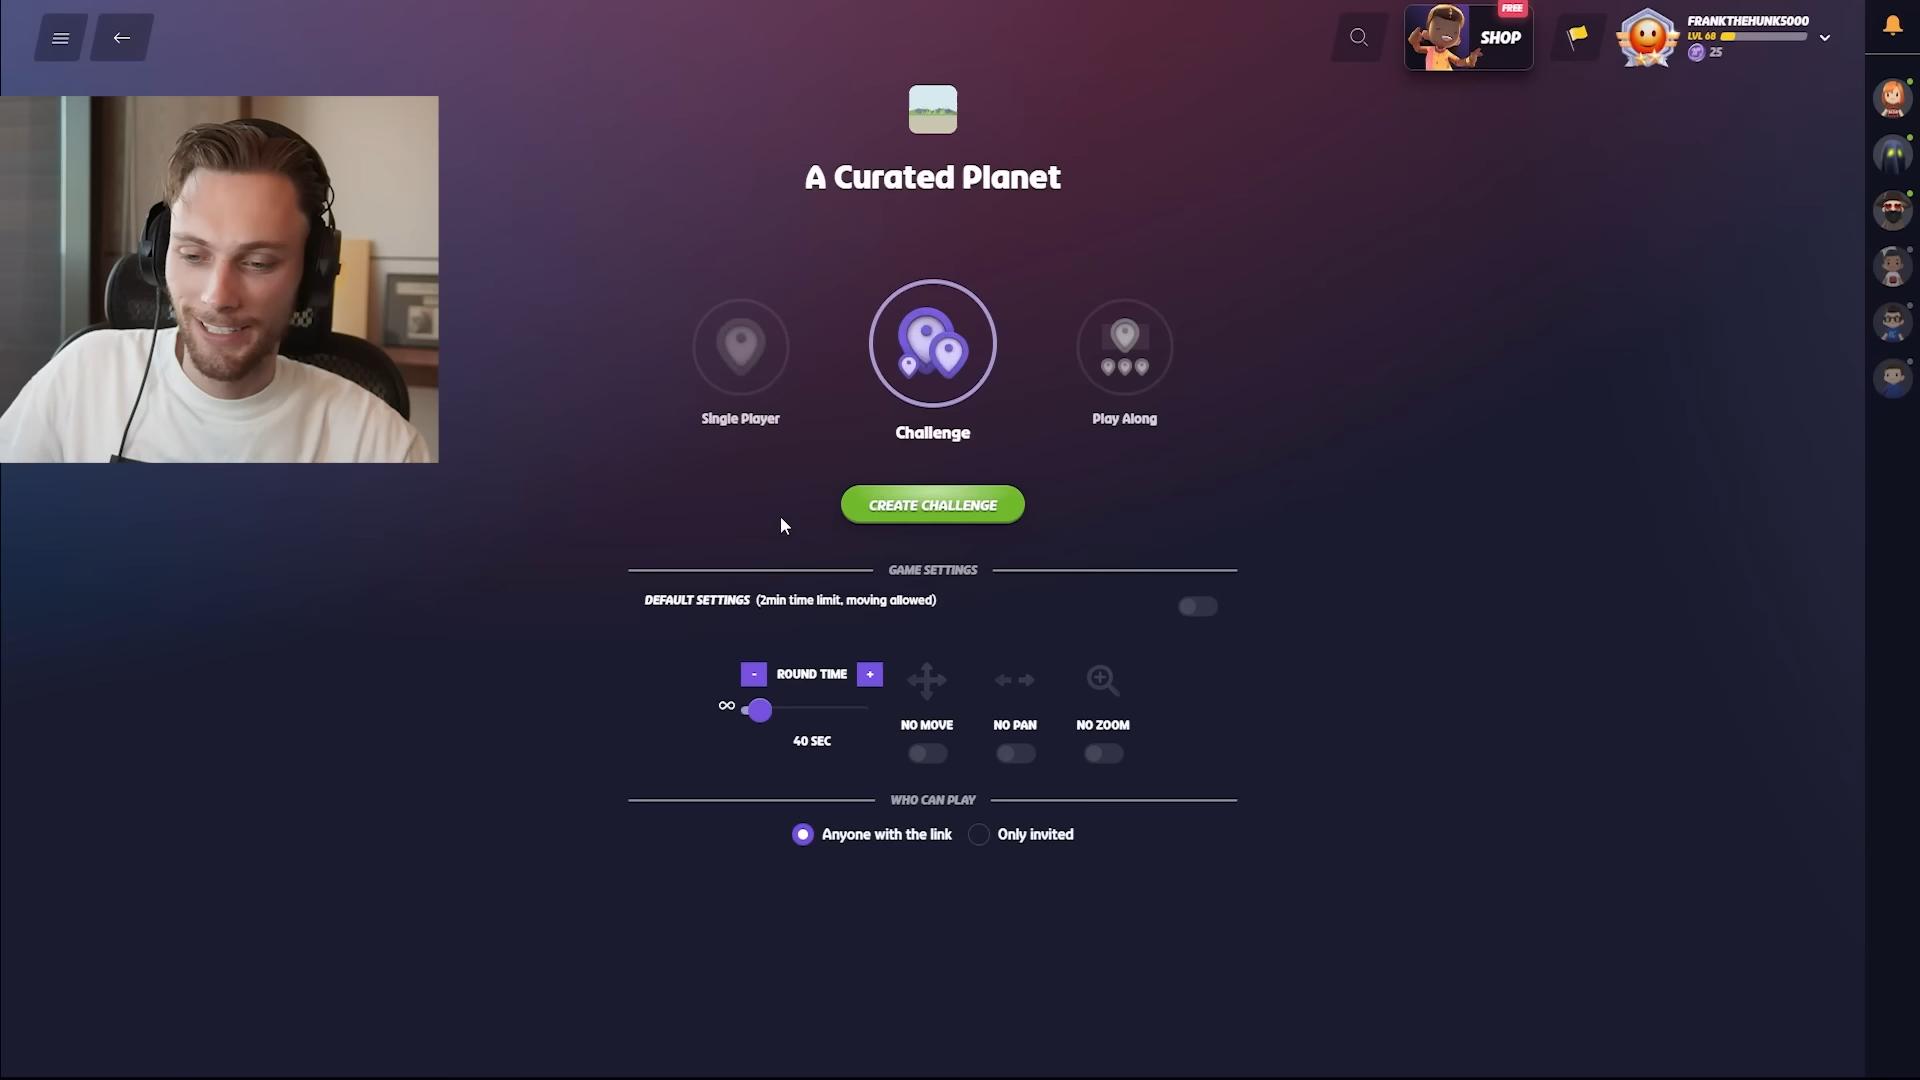 FREE
SHOP
FRANKTHEHUNK5000
LVL 68
25
A Curated Planet
Single Player
Challenge
Play Along
CREATE CHALLENGE
GAME SETTINGS
DEFAULT SETTINGS (2min time limit, moving allowed)
- ROUND TIME +
∞
40 SEC
NO MOVE
NO PAN
NO ZOOM
WHO CAN PLAY
Anyone with the link
Only invited